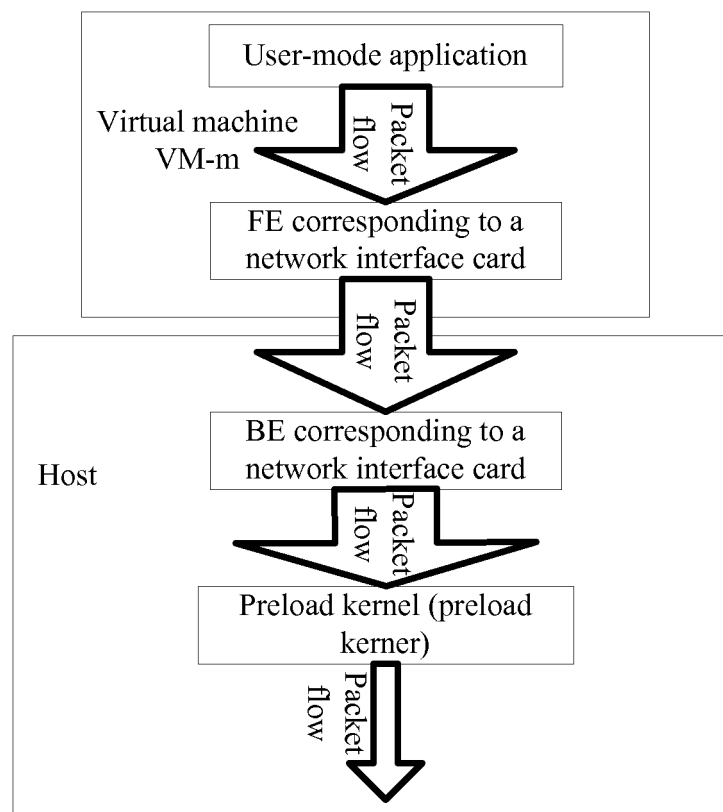 User-mode application
Packet
flow
Virtual machine
VM-m
FE corresponding to a
network interface card
Packet
flow
BE corresponding to a
network interface card
Host
Packet
flow
Preload kernel (preload
kerner)
Packet
flow